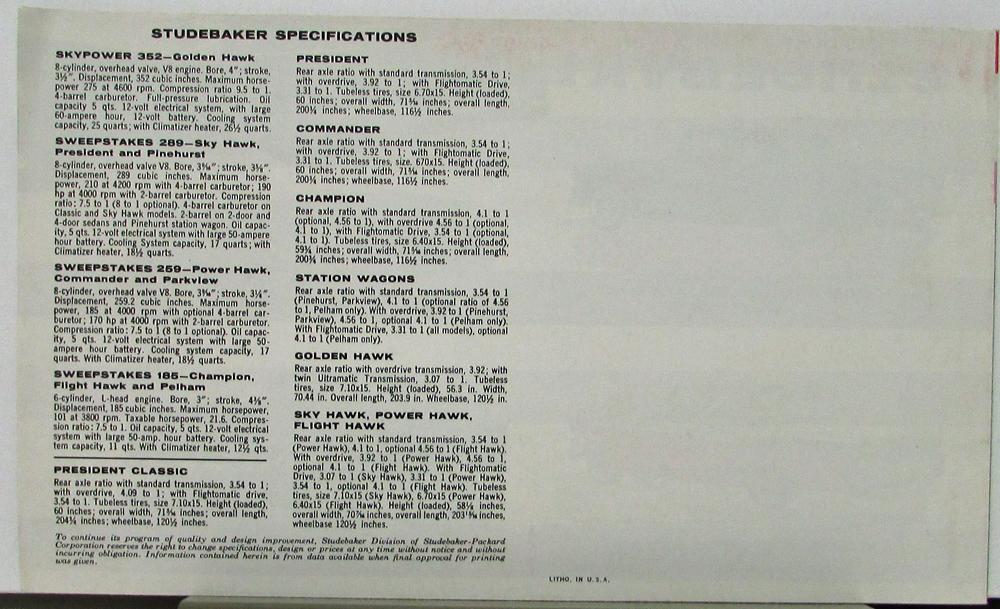 STUDEBAKER SPECIFICATIONS
SKYPOWER 352—Golden Hawk
8-cylinder, overhead valve, V8 engine. Bore, 4"; stroke,
3½". Displacement, 352 cubic inches. Maximum horse-
power 275 at 4600 rpm. Compression ratio 9.5 to 1.
4-barrel carburetor. Full-pressure lubrication. Oil
capacity 5 qts. 12-volt electrical system, with large
60-ampere hour, 12-volt battery. Cooling system
capacity, 25 quarts; with Climatizer heater, 26½ quarts.
SWEEPSTAKES 289—Sky Hawk,
President and Pinehurst
8-cylinder, overhead valve V8. Bore, 3⁹⁄₁₆"; stroke, 3⅝".
Displacement, 289 cubic inches. Maximum horse-
power, 210 at 4200 rpm with 4-barrel carburetor; 190
hp at 4000 rpm with 2-barrel carburetor. Compression
ratio: 7.5 to 1 (8 to 1 optional). 4-barrel carburetor on
Classic and Sky Hawk models. 2-barrel on 2-door and
4-door sedans and Pinehurst station wagon. Oil capac-
ity, 5 qts. 12-volt electrical system with large 50-ampere
hour battery. Cooling System capacity, 17 quarts; with
Climatizer heater, 18½ quarts.
SWEEPSTAKES 259—Power Hawk,
Commander and Parkview
8-cylinder, overhead valve V8. Bore, 3⁹⁄₁₆"; stroke, 3¼".
Displacement, 259.2 cubic inches. Maximum horse-
power, 185 at 4000 rpm with optional 4-barrel car-
buretor; 170 hp at 4000 rpm with 2-barrel carburetor.
Compression ratio: 7.5 to 1 (8 to 1 optional). Oil capac-
ity, 5 qts. 12-volt electrical system with large 50-
ampere hour battery. Cooling system capacity, 17
quarts. With Climatizer heater, 18½ quarts.
SWEEPSTAKES 185—Champion,
Flight Hawk and Pelham
6-cylinder, L-head engine. Bore, 3"; stroke, 4⅜".
Displacement, 185 cubic inches. Maximum horsepower,
101 at 3800 rpm. Taxable horsepower, 21.6. Compres-
sion ratio: 7.5 to 1. Oil capacity, 5 qts. 12-volt electrical
system with large 50-amp. hour battery. Cooling sys-
tem capacity, 11 qts. With Climatizer heater, 12½ qts.
PRESIDENT CLASSIC
Rear axle ratio with standard transmission, 3.54 to 1;
with overdrive, 4.09 to 1; with Flightomatic drive,
3.54 to 1. Tubeless tires, size 7.10x15. Height (loaded),
60 inches; overall width, 71⁵⁄₁₆ inches; overall length,
204¾ inches; wheelbase, 120½ inches.
PRESIDENT
Rear axle ratio with standard transmission, 3.54 to 1;
with overdrive, 3.92 to 1; with Flightomatic Drive,
3.31 to 1. Tubeless tires, size 6.70x15. Height (loaded),
60 inches; overall width, 71⁵⁄₁₆ inches; overall length,
200¾ inches; wheelbase, 116½ inches.
COMMANDER
Rear axle ratio with standard transmission, 3.54 to 1;
with overdrive, 3.92 to 1; with Flightomatic Drive,
3.31 to 1. Tubeless tires, size. 670x15. Height (loaded),
60 inches; overall width, 71⁵⁄₁₆ inches; overall length,
200¾ inches; wheelbase, 116½ inches.
CHAMPION
Rear axle ratio with standard transmission, 4.1 to 1
(optional, 4.56 to 1), with overdrive 4.56 to 1 (optional,
4.1 to 1), with Flightomatic Drive, 3.54 to 1 (optional,
4.1 to 1). Tubeless tires, size 6.40x15. Height (loaded),
59¾ inches; overall width, 71⁵⁄₁₆ inches; overall length,
200¾ inches; wheelbase, 116½ inches.
STATION WAGONS
Rear axle ratio with standard transmission, 3.54 to 1
(Pinehurst, Parkview), 4.1 to 1 (optional ratio of 4.56
to 1, Pelham only). With overdrive, 3.92 to 1 (Pinehurst,
Parkview), 4.56 to 1, optional 4.1 to 1 (Pelham only).
With Flightomatic Drive, 3.31 to 1 (all models), optional
4.1 to 1 (Pelham only).
GOLDEN HAWK
Rear axle ratio with overdrive transmission, 3.92; with
twin Ultramatic Transmission, 3.07 to 1. Tubeless
tires, size 7.10x15. Height (loaded), 56.3 in. Width,
70.44 in. Overall length, 203.9 in. Wheelbase, 120½ in.
SKY HAWK, POWER HAWK,
FLIGHT HAWK
Rear axle ratio with standard transmission, 3.54 to 1
(Power Hawk), 4.1 to 1, optional 4.56 to 1 (Flight Hawk).
With overdrive, 3.92 to 1 (Power Hawk), 4.56 to 1,
optional 4.1 to 1 (Flight Hawk). With Flightomatic
Drive, 3.07 to 1 (Sky Hawk), 3.31 to 1 (Power Hawk),
3.54 to 1, optional 4.1 to 1 (Flight Hawk). Tubeless
tires, size 7.10x15 (Sky Hawk), 6.70x15 (Power Hawk),
6.40x15 (Flight Hawk). Height (loaded), inches,
overall width, inches, overall length, inches,
wheelbase 120½ inches.
To continue its program of quality and design improvement, Studebaker Division of Studebaker-Packard
Corporation reserves the right to change specifications, design or prices at any time without notice and without
incurring obligation. Information contained herein is from data available when final approval for printing
was given.
LITHO. IN U.S.A.